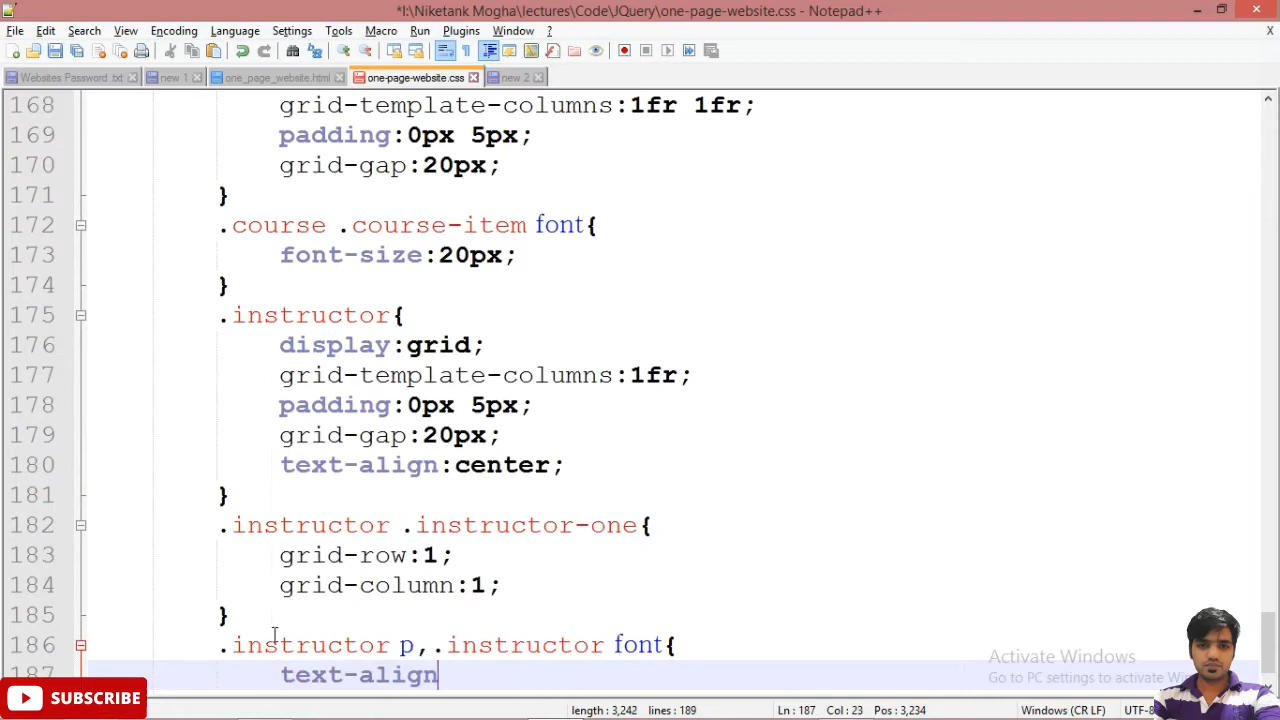 *I:\Niketank Mogha\lectures\Code\JQuery\one-page-website.css - Notepad++
File Edit Search View Encoding Language Settings Tools Macro Run Plugins Window ? X
Websites Password.txt new 1 one_page_website.html one-page-website.css new 2
168 grid-template-columns:1fr 1fr;
169 padding:0px 5px;
170 grid-gap:20px;
171 }
172 .course .course-item font{
173 font-size:20px;
174 }
175 .instructor{
176 display:grid;
177 grid-template-columns:1fr;
178 padding:0px 5px;
179 grid-gap:20px;
180 text-align:center;
181 }
182 .instructor .instructor-one{
183 grid-row:1;
184 grid-column:1;
185 }
186 .instructor p,.instructor font{
187 text-align
Activate Windows
Go to PC settings to activate Wi
SUBSCRIBE
length : 3,242 lines : 189 Ln : 187 Col : 23 Pos : 3,234 Windows (CR LF) UTF-8